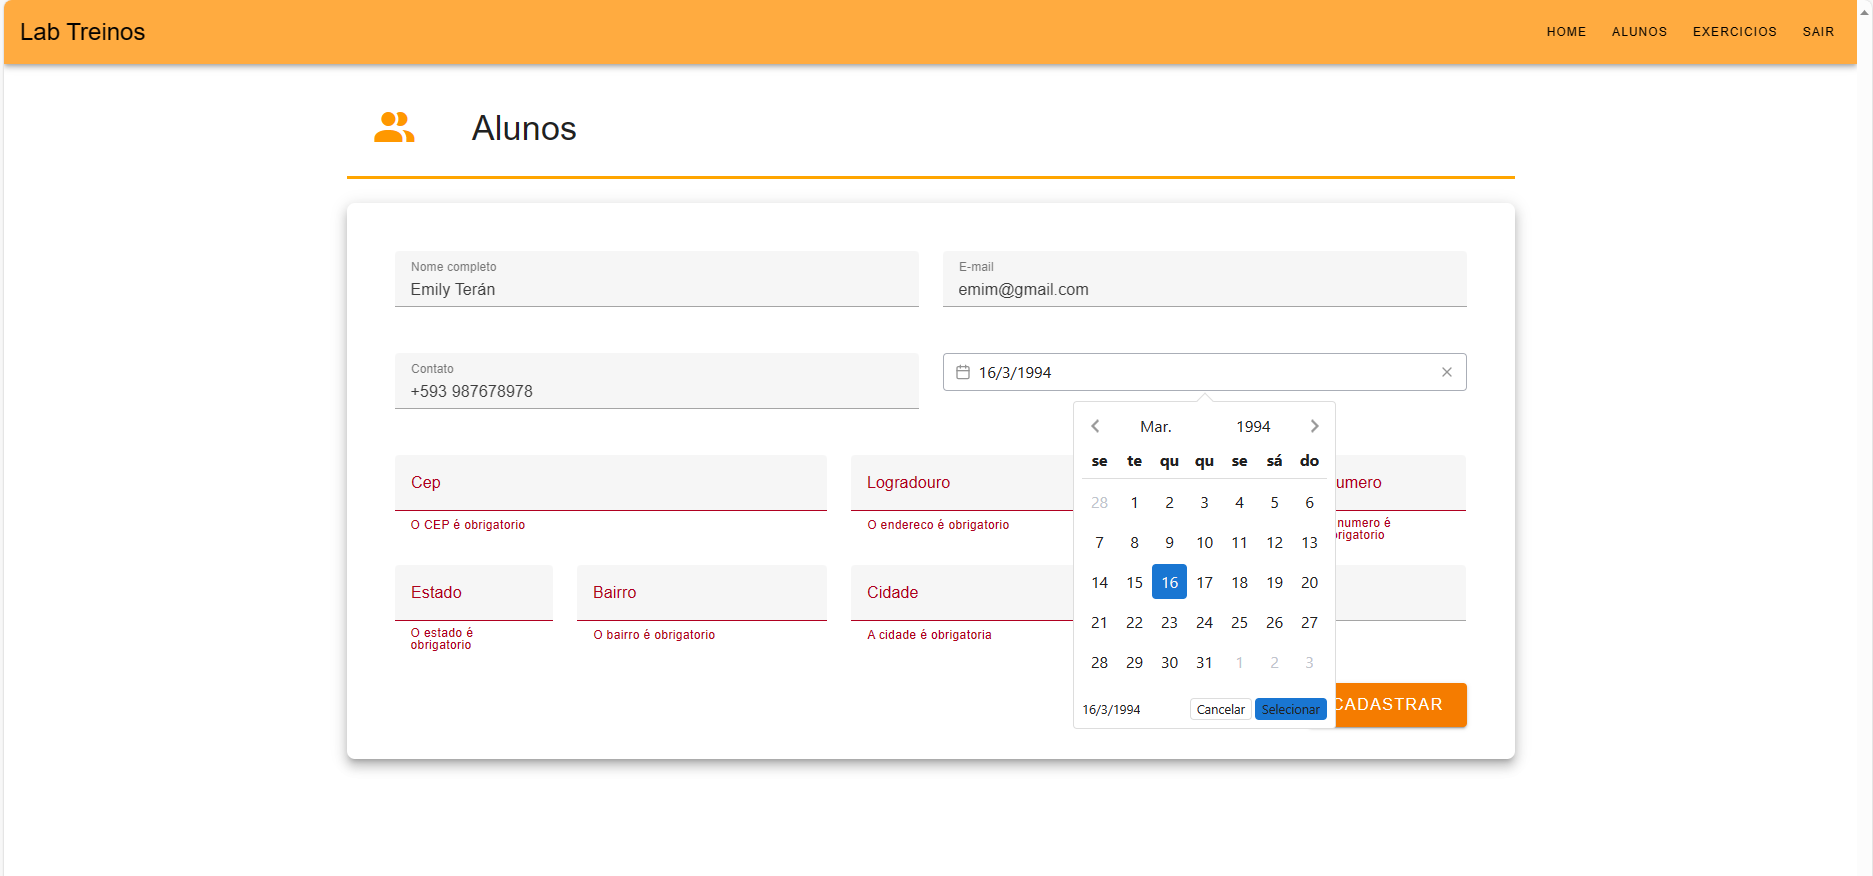 Lab Treinos
HOME ALUNOS EXERCICIOS SAIR
Alunos
Nome completo
Emily Terán
E-mail
emim@gmail.com
Contato
+593 987678978
16/3/1994
Mar. 1994
se te qu qu se sá do
28 1 2 3 4 5 6
7 8 9 10 11 12 13
14 15 16 17 18 19 20
21 22 23 24 25 26 27
28 29 30 31 1 2 3
16/3/1994 Cancelar Selecionar
Cep
O CEP é obrigatorio
Logradouro
O endereco é obrigatorio
umero
numero é
rigatorio
Estado
O estado é
obrigatorio
Bairro
O bairro é obrigatorio
Cidade
A cidade é obrigatoria
CADASTRAR